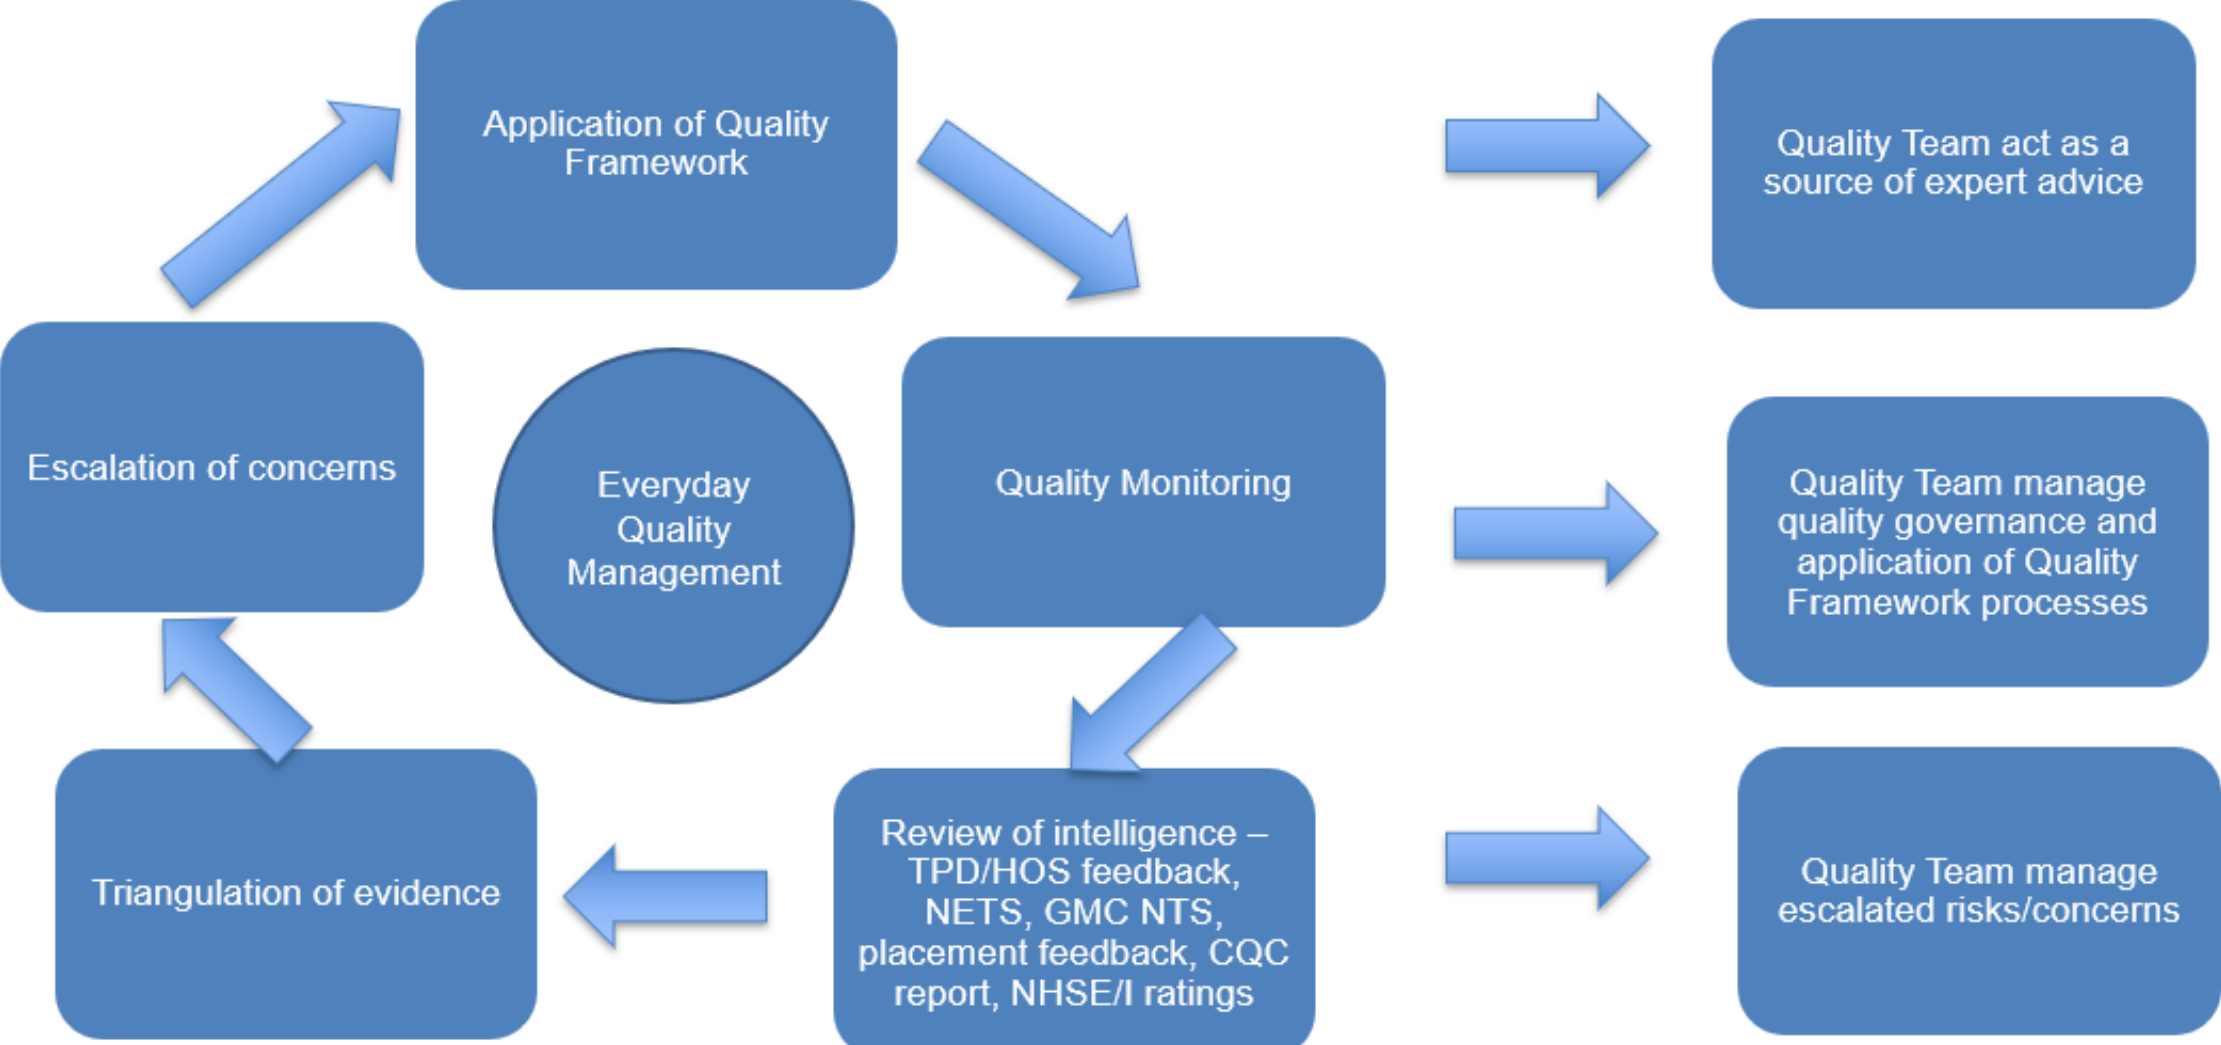 Application of Quality
Framework
Quality Team act as a
source of expert advice
Escalation of concerns
Everyday
Quality
Management
Quality Monitoring
Quality Team manage
quality governance and
application of Quality
Framework processes
Triangulation of evidence
Review of intelligence –
TPD/HOS feedback,
NETS, GMC NTS,
placement feedback, CQC
report, NHSE/I ratings
Quality Team manage
escalated risks/concerns